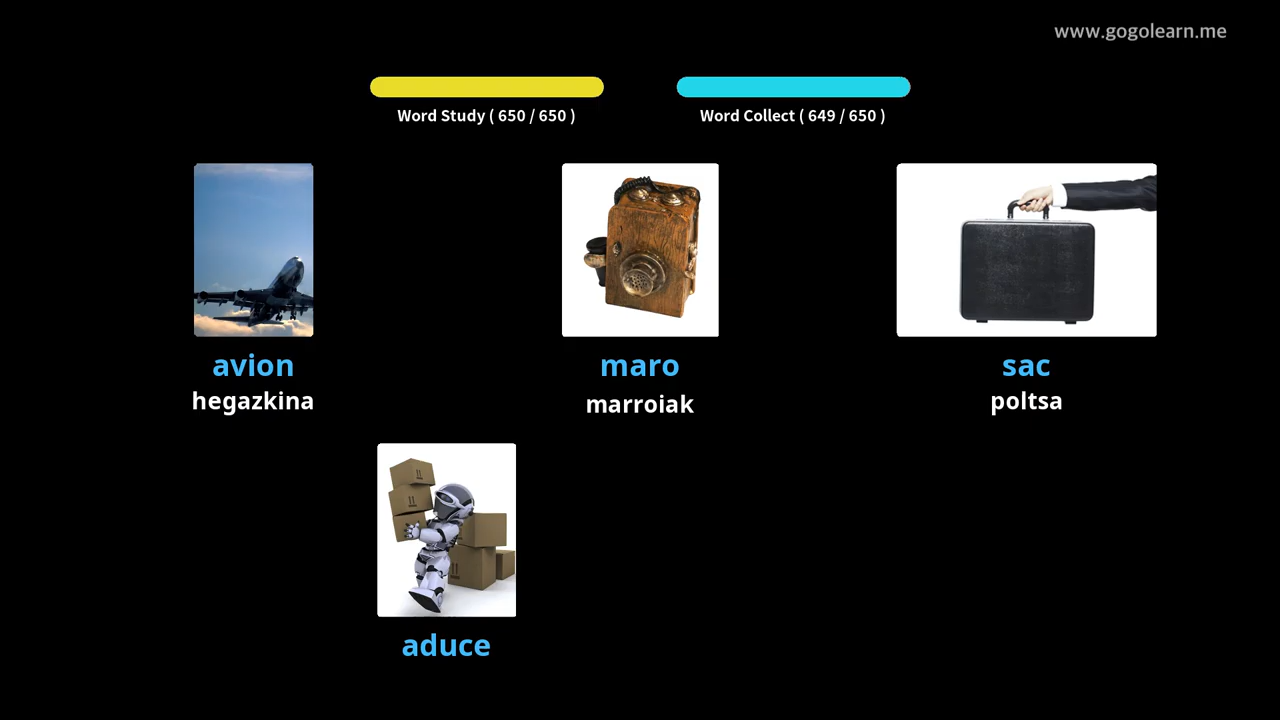 www.gogolearn.me
Word Study ( 650 / 650 )
Word Collect ( 649 / 650 )
avion
hegazkina
maro
marroiak
sac
poltsa
aduce